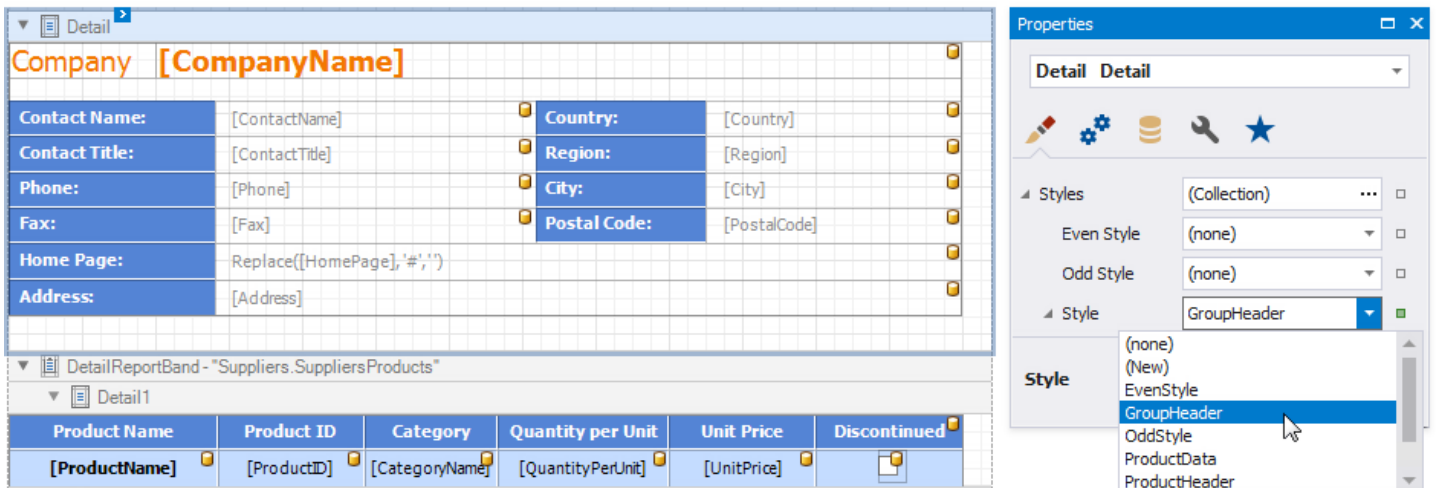 Detail
Company [CompanyName]
Contact Name: [ContactName] Country: [Country]
Contact Title: [ContactTitle] Region: [Region]
Phone: [Phone] City: [City]
Fax: [Fax] Postal Code: [PostalCode]
Home Page: Replace([HomePage],'#','')
Address: [Address]
DetailReportBand - "Suppliers.SuppliersProducts"
Detail1
Product Name Product ID Category Quantity per Unit Unit Price Discontinued
[ProductName] [ProductID] [CategoryName] [QuantityPerUnit] [UnitPrice]
Properties
Detail Detail
Styles (Collection) ...
Even Style (none)
Odd Style (none)
Style GroupHeader
Style
(none)
(New)
EvenStyle
GroupHeader
OddStyle
ProductData
ProductHeader